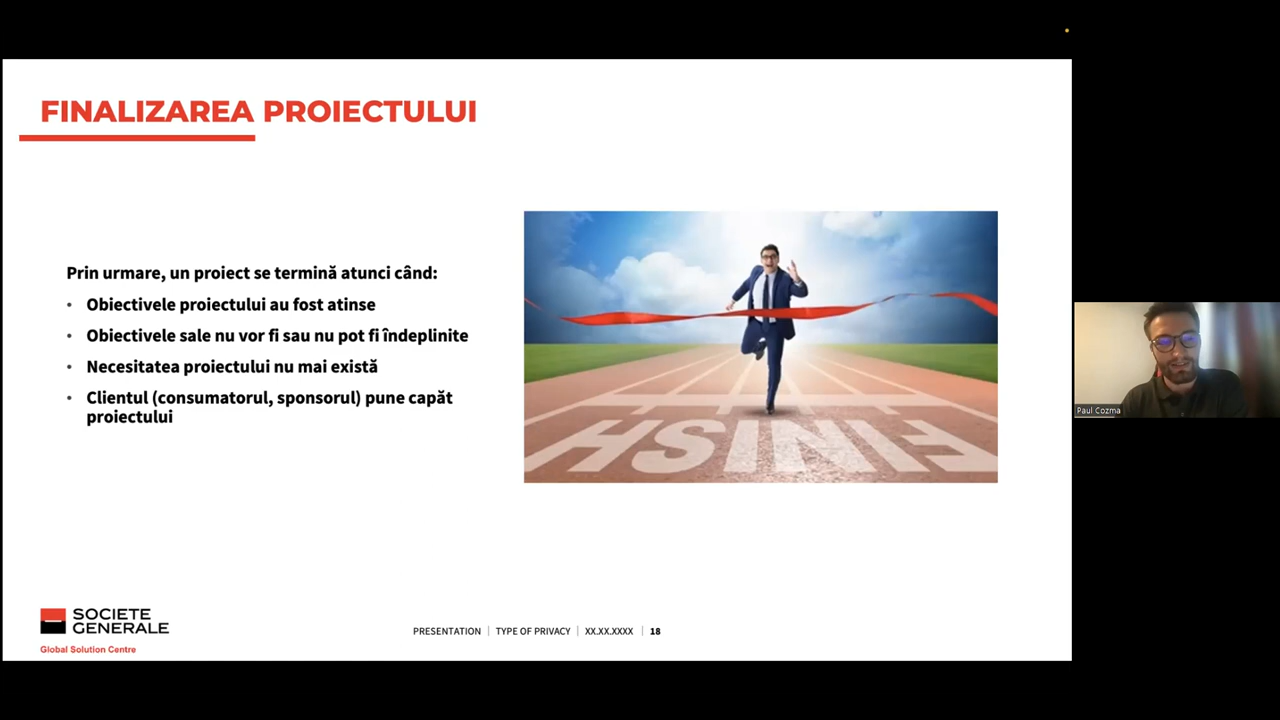 FINALIZAREA PROIECTULUI
Prin urmare, un proiect se termină atunci când:
• Obiectivele proiectului au fost atinse
• Obiectivele sale nu vor fi sau nu pot fi îndeplinite
• Necesitatea proiectului nu mai există
• Clientul (consumatorul, sponsorul) pune capăt
proiectului
FINISH
SOCIETE
GENERALE
Global Solution Centre
PRESENTATION | TYPE OF PRIVACY | XX.XX.XXXX | 18
Paul Cozma